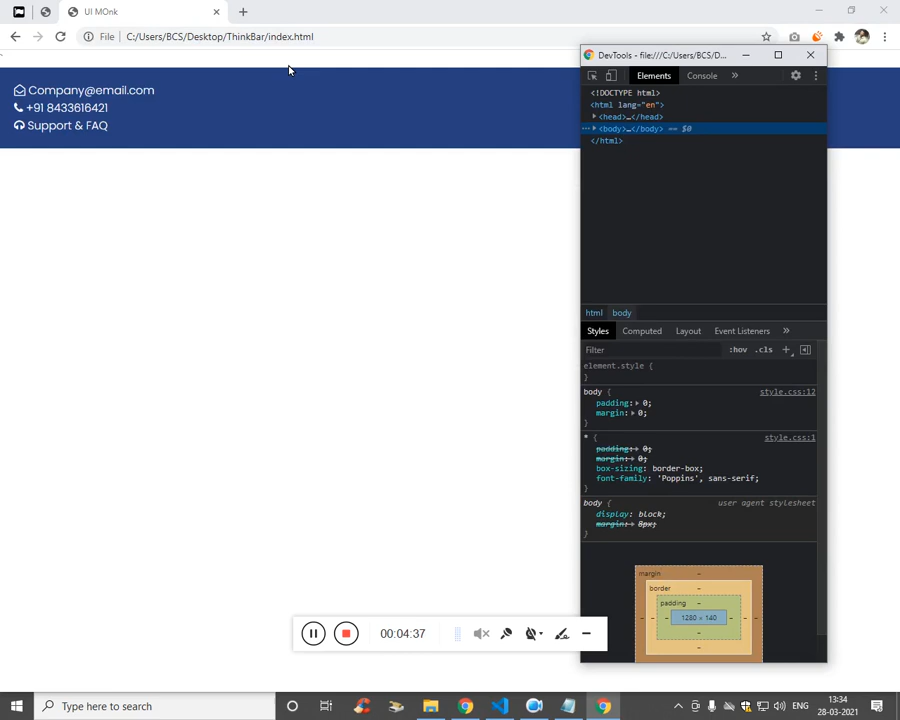 UI MOnk
File
C:/Users/BCS/Desktop/ThinkBar/index.html
Company@email.com
+91 8433616421
Support & FAQ
DevTools - file:///C:/Users/BCS/D...
Elements
Console
<!DOCTYPE html>
<html lang="en">
<head>…</head>
<body>…</body> == $0
</html>
html
body
Styles
Computed
Layout
Event Listeners
Filter
:hov
.cls
element.style {
}
body {
style.css:12
padding: 0;
margin: 0;
}
* {
style.css:1
padding: 0;
margin: 0;
box-sizing: border-box;
font-family: 'Poppins', sans-serif;
}
body {
user agent stylesheet
display: block;
margin: 8px;
}
margin
-
border
-
padding
-
- - - 1280 × 140 - - -
-
-
00:04:37
Type here to search
ENG
13:34
28-03-2021